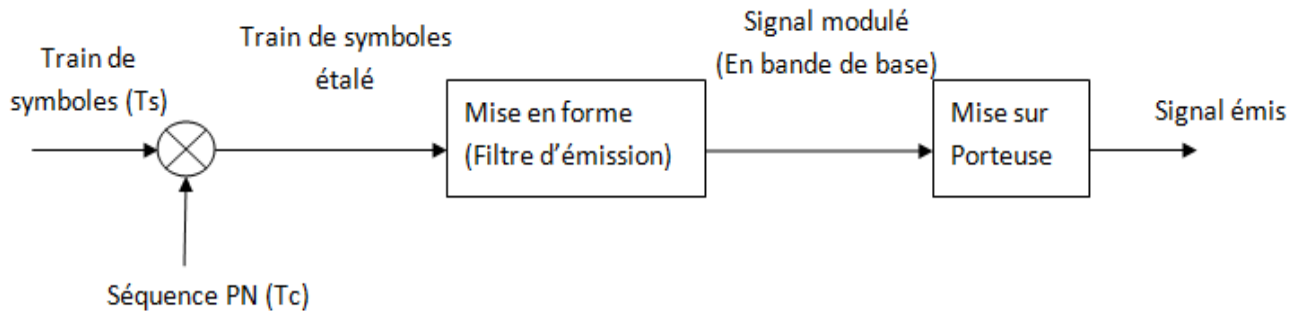 Train de
symboles (Ts)
Train de symboles
étalé
Mise en forme
(Filtre d'émission)
Signal modulé
(En bande de base)
Mise sur
Porteuse
Signal émis
Séquence PN (Tc)